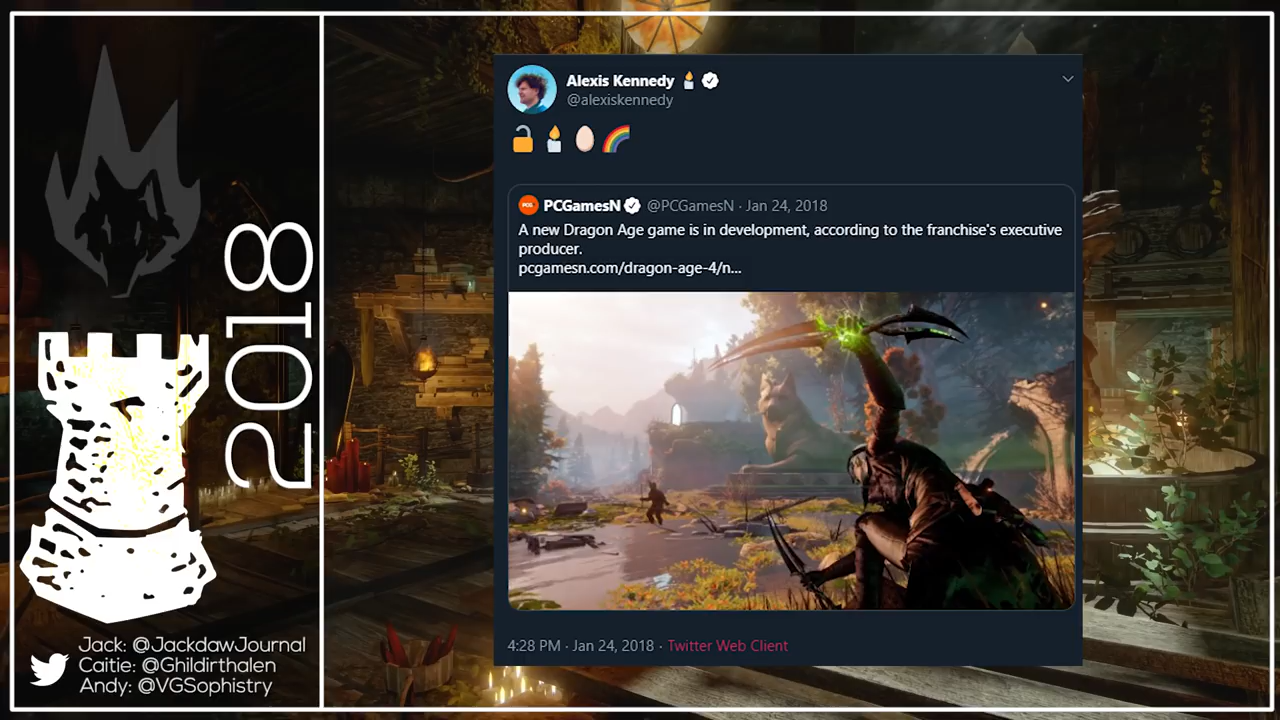 2018
Jack: @JackdawJournal
Caitie: @Ghildirthalen
Andy: @VGSophistry
Alexis Kennedy 🕯️
@alexiskennedy
🔓🕯️🥚🌈
PCGamesN @PCGamesN · Jan 24, 2018
A new Dragon Age game is in development, according to the franchise's executive
producer.
pcgamesn.com/dragon-age-4/n...
4:28 PM · Jan 24, 2018 · Twitter Web Client